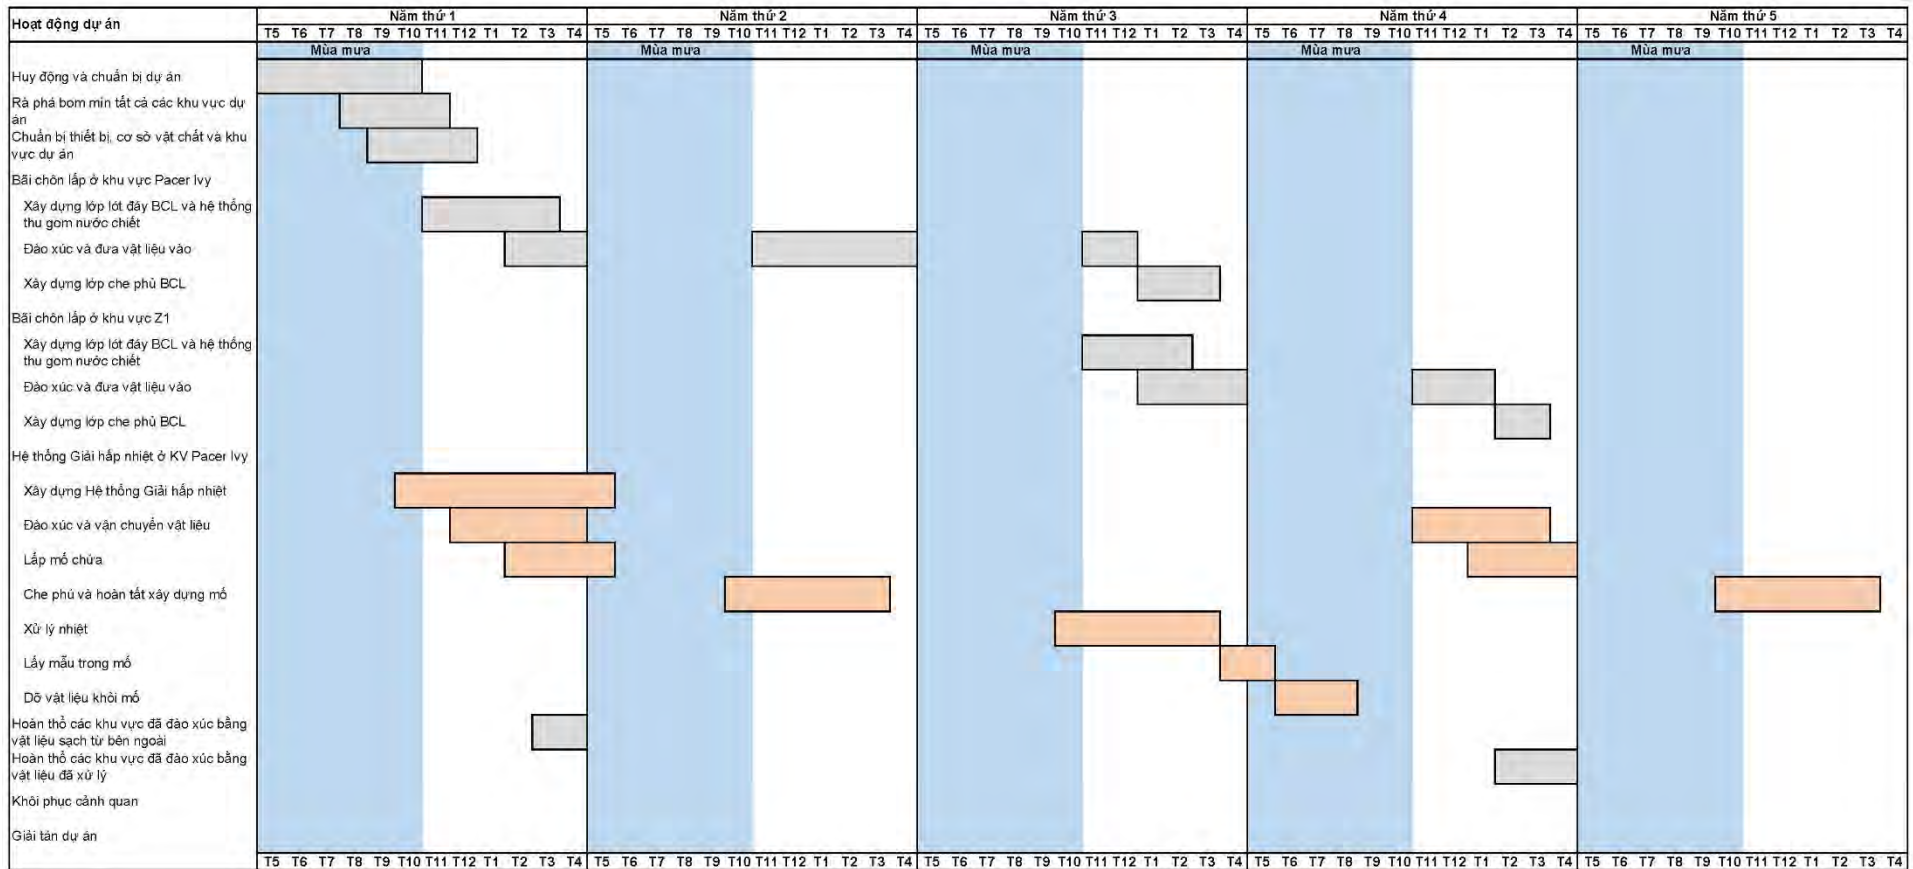 Hoạt động dự án
Năm thứ 1 Năm thứ 2 Năm thứ 3 Năm thứ 4 Năm thứ 5
T5 T6 T7 T8 T9 T10 T11 T12 T1 T2 T3 T4 T5 T6 T7 T8 T9 T10 T11 T12 T1 T2 T3 T4 T5 T6 T7 T8 T9 T10 T11 T12 T1 T2 T3 T4 T5 T6 T7 T8 T9 T10 T11 T12 T1 T2 T3 T4 T5 T6 T7 T8 T9 T10 T11 T12 T1 T2 T3 T4
Mùa mưa Mùa mưa Mùa mưa Mùa mưa Mùa mưa
Huy động và chuẩn bị dự án
Rà phá bom mìn tất cả các khu vực dự
án
Chuẩn bị thiết bị, cơ sở vật chất và khu
vực dự án
Bãi chôn lấp ở khu vực Pacer Ivy
Xây dựng lớp lót đáy BCL và hệ thống
thu gom nước chiết
Đào xúc và đưa vật liệu vào
Xây dựng lớp che phủ BCL
Bãi chôn lấp ở khu vực Z1
Xây dựng lớp lót đáy BCL và hệ thống
thu gom nước chiết
Đào xúc và đưa vật liệu vào
Xây dựng lớp che phủ BCL
Hệ thống Giải hấp nhiệt ở KV Pacer Ivy
Xây dựng Hệ thống Giải hấp nhiệt
Đào xúc và vận chuyển vật liệu
Lấp mố chứa
Che phủ và hoàn tất xây dựng mố
Xử lý nhiệt
Lấy mẫu trong mố
Dỡ vật liệu khỏi mố
Hoàn thổ các khu vực đã đào xúc bằng
vật liệu sạch từ bên ngoài
Hoàn thổ các khu vực đã đào xúc bằng
vật liệu đã xử lý
Khôi phục cảnh quan
Giải tán dự án
T5 T6 T7 T8 T9 T10 T11 T12 T1 T2 T3 T4 T5 T6 T7 T8 T9 T10 T11 T12 T1 T2 T3 T4 T5 T6 T7 T8 T9 T10 T11 T12 T1 T2 T3 T4 T5 T6 T7 T8 T9 T10 T11 T12 T1 T2 T3 T4 T5 T6 T7 T8 T9 T10 T11 T12 T1 T2 T3 T4